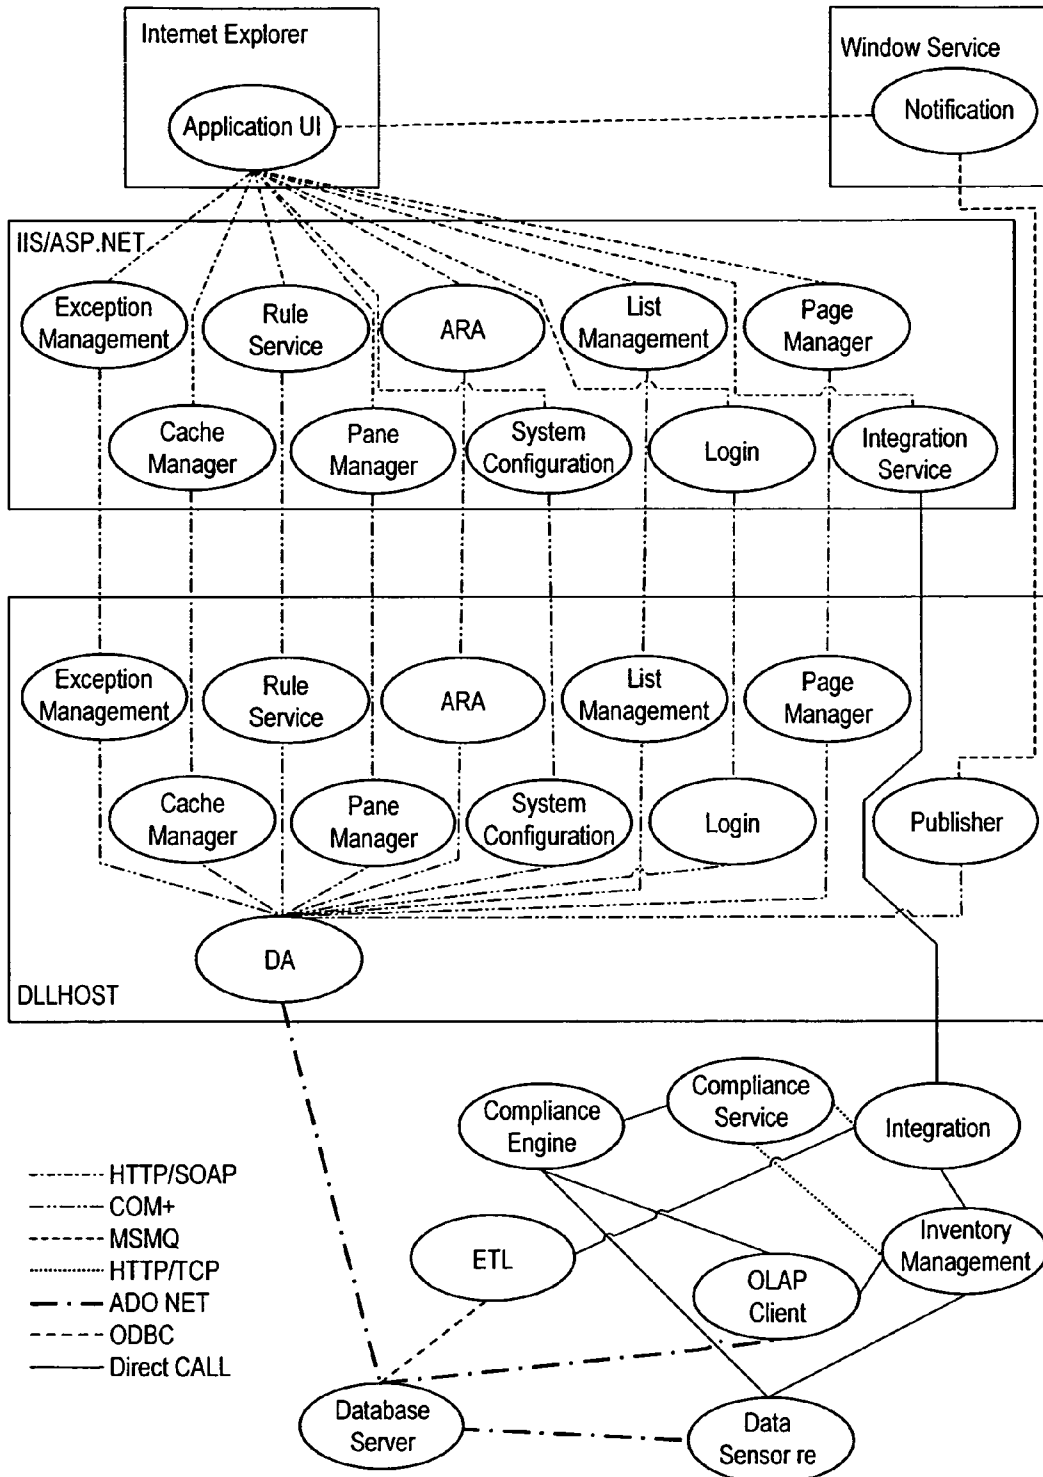 Internet Explorer
Application UI
Window Service
Notification
IIS/ASP.NET
Exception
Management
Rule
Service
ARA
List
Management
Page
Manager
Cache
Manager
Pane
Manager
System
Configuration
Login
Integration
Service
Exception
Management
Rule
Service
ARA
List
Management
Page
Manager
Cache
Manager
Pane
Manager
System
Configuration
Login
Publisher
DA
DLLHOST
Compliance
Engine
Compliance
Service
Integration
ETL
OLAP
Client
Inventory
Management
HTTP/SOAP
COM+
MSMQ
HTTP/TCP
ADO NET
ODBC
Direct CALL
Database
Server
Data
Sensor re